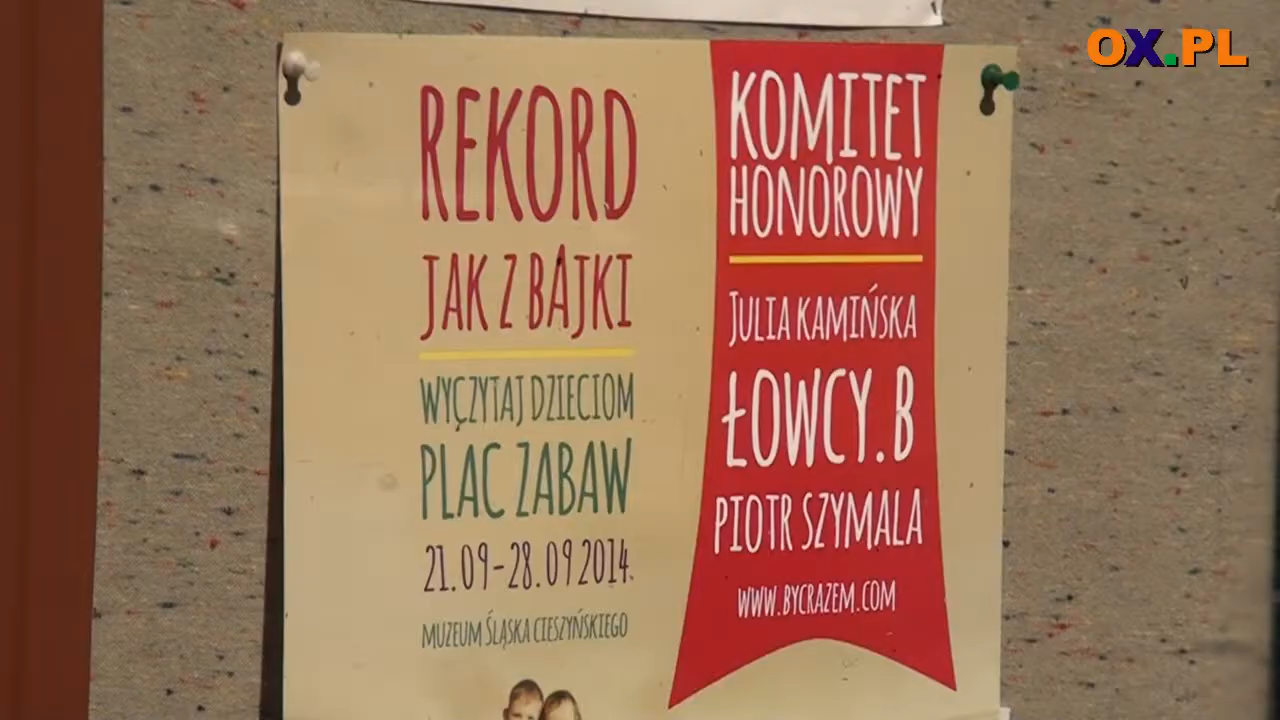 OX.PL
REKORD
JAK Z BAJKI
WYCZYTAJ DZIECIOM
PLAC ZABAW
21.09-28.09 2014
MUZEUM ŚLĄSKA CIESZYŃSKIEGO
KOMITET
HONOROWY
JULIA KAMIŃSKA
ŁOWCY.B
PIOTR SZYMALA
WWW.BYCRAZEM.COM